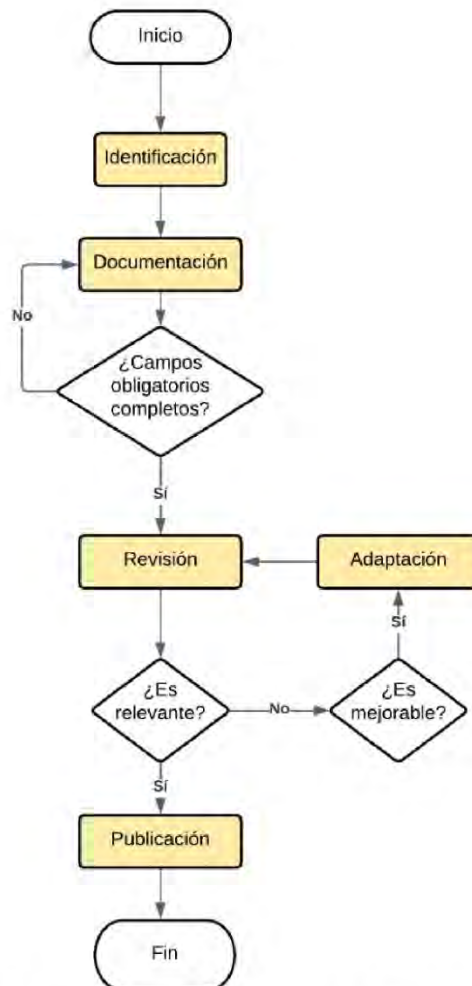 Inicio
Identificación
Documentación
No
¿Campos
obligatorios
completos?
Sí
Revisión
Adaptación
Sí
¿Es
relevante?
No
¿Es
mejorable?
Sí
Publicación
Fin